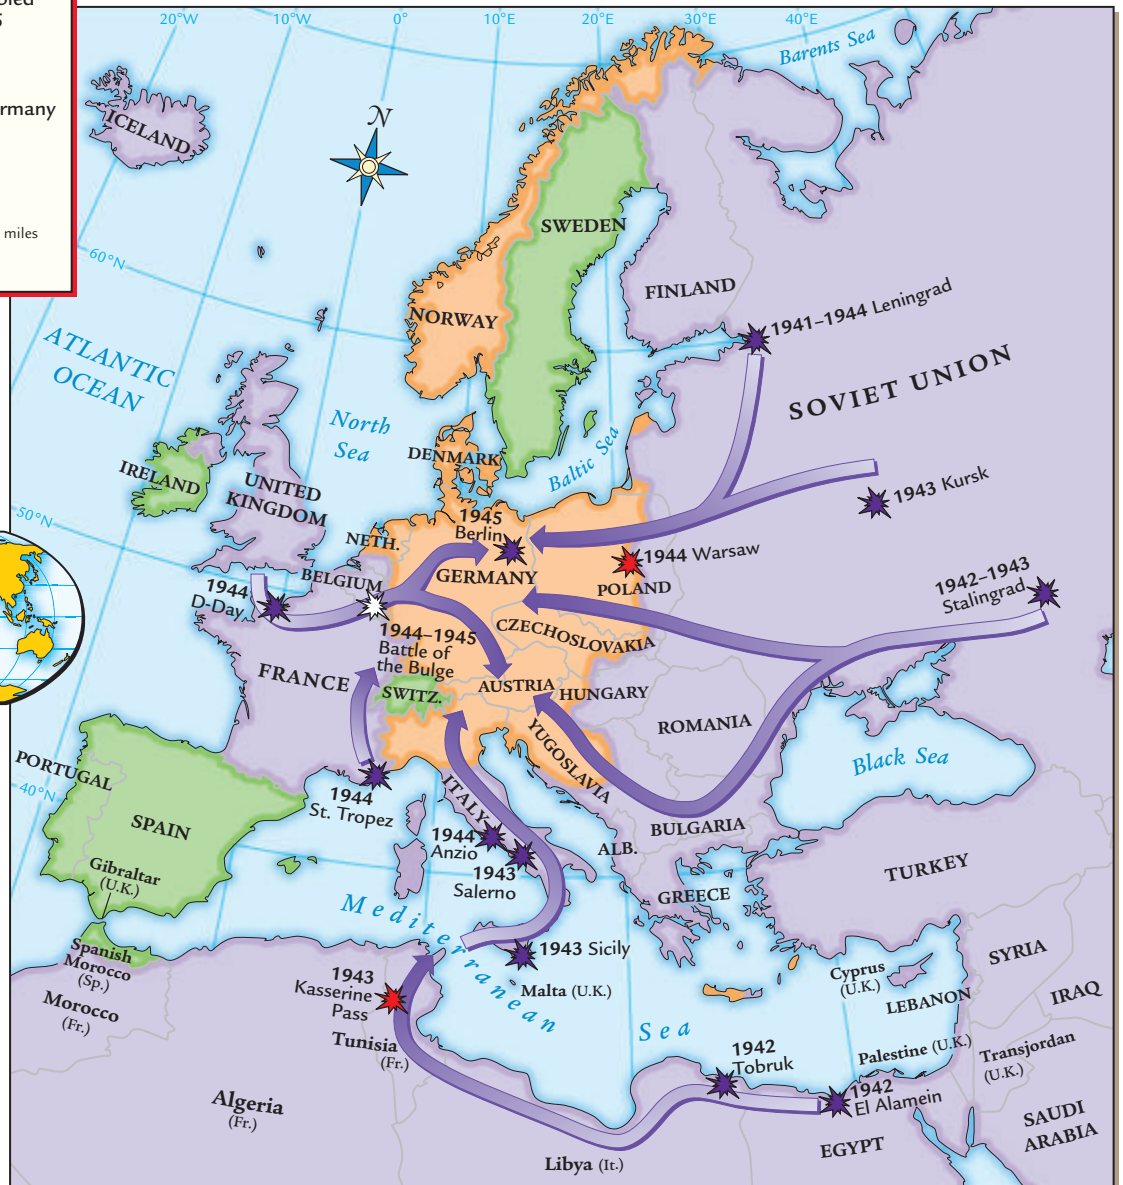 5
rmany
miles
20°W
10°W
0°
10°E
20°E
30°E
40°E
Barents Sea
ICELAND
N
SWEDEN
60°N
FINLAND
NORWAY
1941–1944 Leningrad
ATLANTIC
OCEAN
SOVIET UNION
North
Sea
DENMARK
Baltic Sea
IRELAND
UNITED
KINGDOM
1943 Kursk
50°N
1945
Berlin
NETH.
1944 Warsaw
BELGIUM
GERMANY
POLAND
1942–1943
Stalingrad
1944
D-Day
1944–1945
Battle of
the Bulge
CZECHOSLOVAKIA
FRANCE
SWITZ.
AUSTRIA
HUNGARY
ROMANIA
YUGOSLAVIA
Black Sea
PORTUGAL
40°N
ITALY
1944
St. Tropez
SPAIN
BULGARIA
1944
Anzio
ALB.
1943
Salerno
TURKEY
Gibraltar
(U.K.)
GREECE
Mediterranean
Sea
Spanish
Morocco
(Sp.)
1943 Sicily
SYRIA
Cyprus
(U.K.)
1943
Kasserine
Pass
Malta (U.K.)
LEBANON
IRAQ
Morocco
(Fr.)
Tunisia
(Fr.)
1942
Tobruk
Palestine (U.K.)
Transjordan
(U.K.)
1942
El Alamein
Algeria
(Fr.)
SAUDI
ARABIA
EGYPT
Libya (It.)